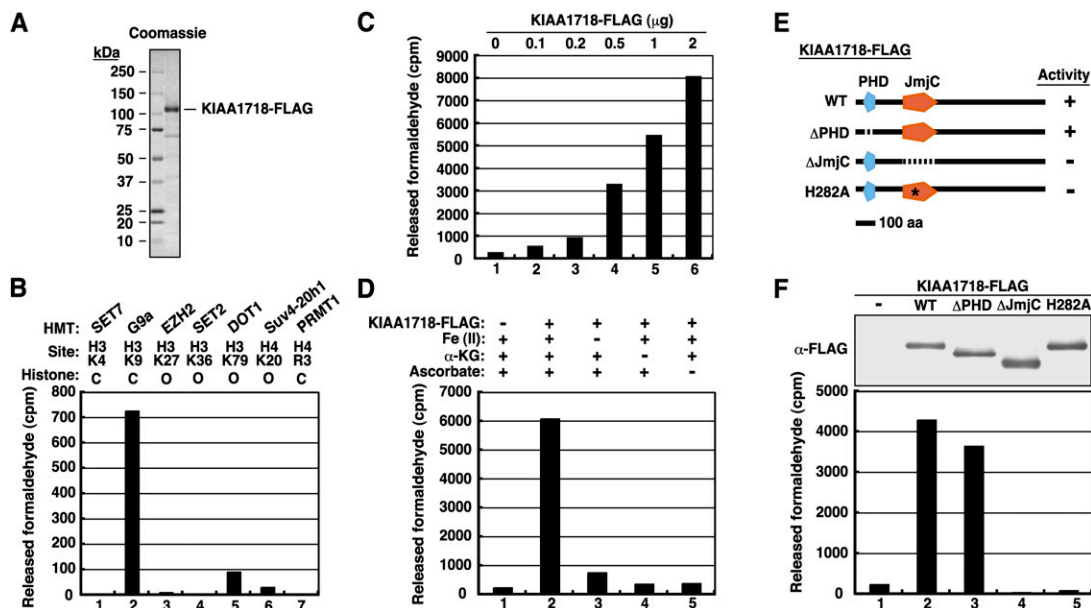 A
Coomassie
kDa
250
150
100
75
50
37
25
20
10
KIAA1718-FLAG
B
HMT: SET7 G9a EZH2 SET2 DOT1 Suv4-20h1 PRMT1
Site: H3 H3 H3 H3 H3 H4 H4
K4 K9 K27 K36 K79 K20 R3
Histone: C C O O O O C
Released formaldehyde (cpm)
800
700
600
500
400
300
200
100
0
1 2 3 4 5 6 7
C
KIAA1718-FLAG (μg)
0 0.1 0.2 0.5 1 2
Released formaldehyde (cpm)
9000
8000
7000
6000
5000
4000
3000
2000
1000
0
1 2 3 4 5 6
D
KIAA1718-FLAG: - + + + +
Fe (II) + + - + +
α-KG: + + + - +
Ascorbate: + + + + -
Released formaldehyde (cpm)
7000
6000
5000
4000
3000
2000
1000
0
1 2 3 4 5
E
KIAA1718-FLAG
PHD JmjC Activity
WT +
ΔPHD +
ΔJmjC -
H282A * -
100 aa
F
KIAA1718-FLAG
- WT ΔPHD ΔJmjC H282A
α-FLAG
Released formaldehyde (cpm)
5000
4000
3000
2000
1000
0
1 2 3 4 5